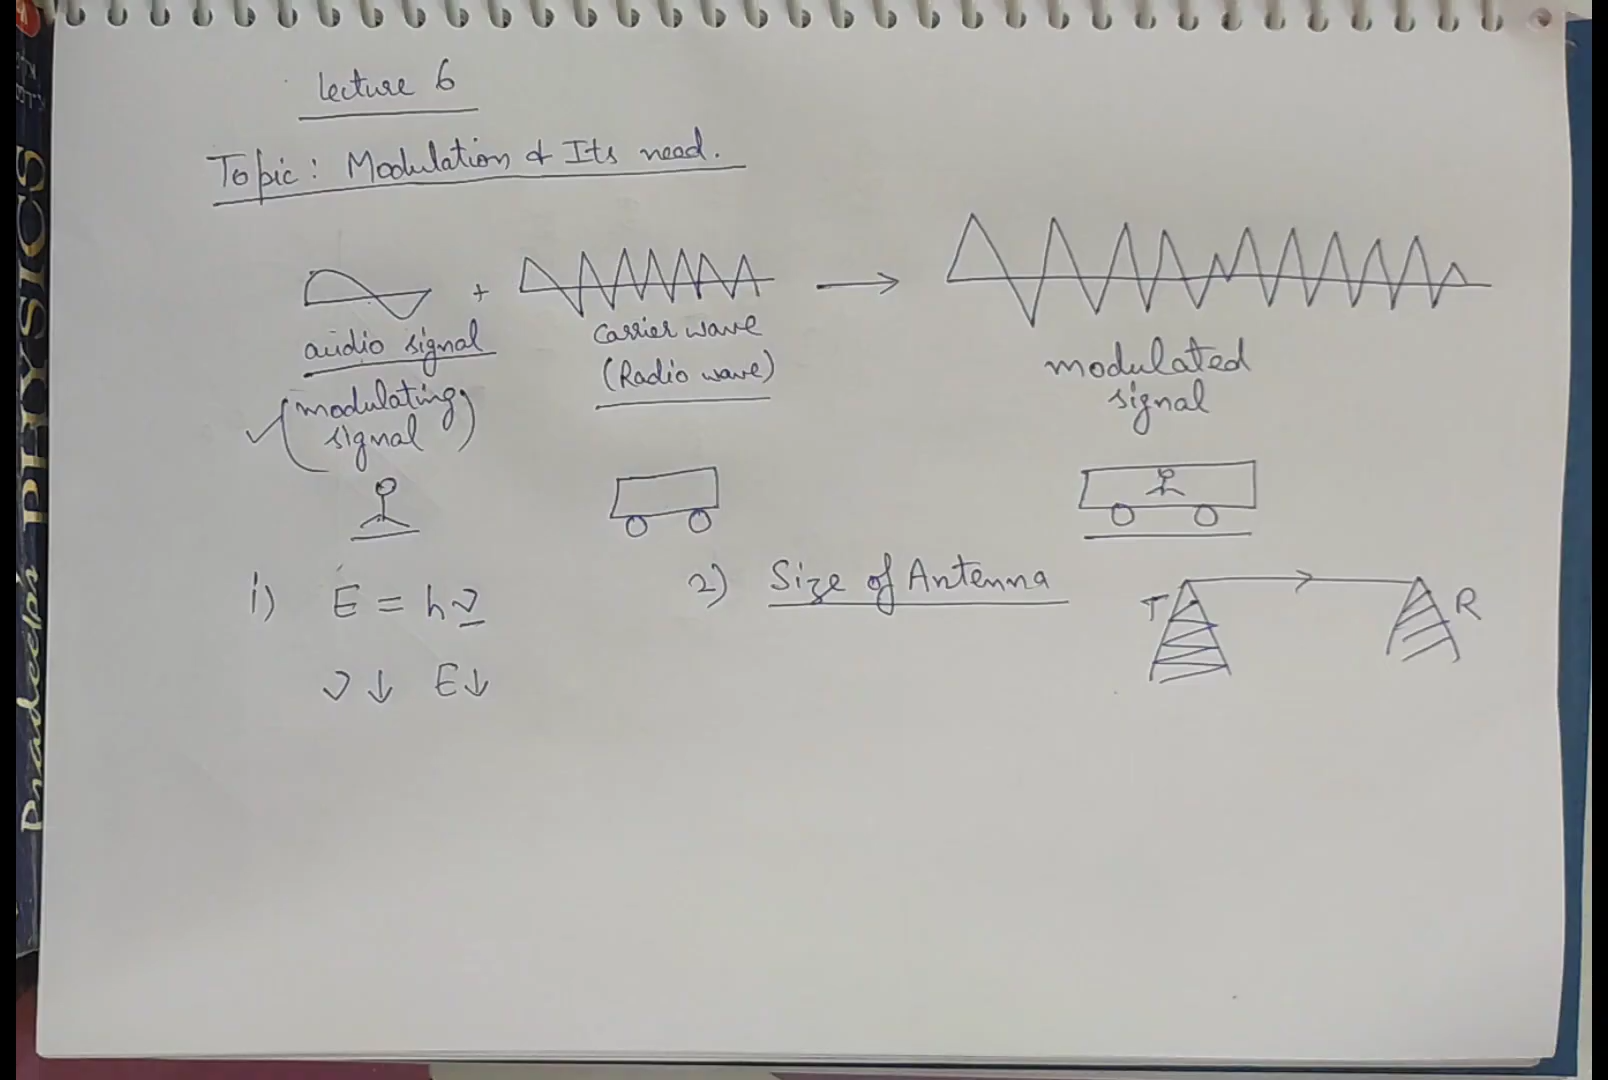 Lecture 6
Topic: Modulation & Its need.
+
audio signal
(modulating signal)
carrier wave
(Radio wave)
modulated
signal
1) E = hν
ν↓ E↓
2) Size of Antenna
T
R
Pradeep's PHYSICS